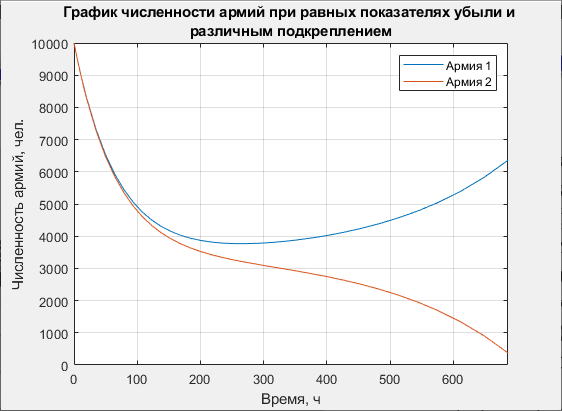 График численности армий при равных показателях убыли и
различным подкреплением
Армия 1
Армия 2
Численность армий, чел.
10000
9000
8000
7000
6000
5000
4000
3000
2000
1000
0
0 100 200 300 400 500 600
Время, ч